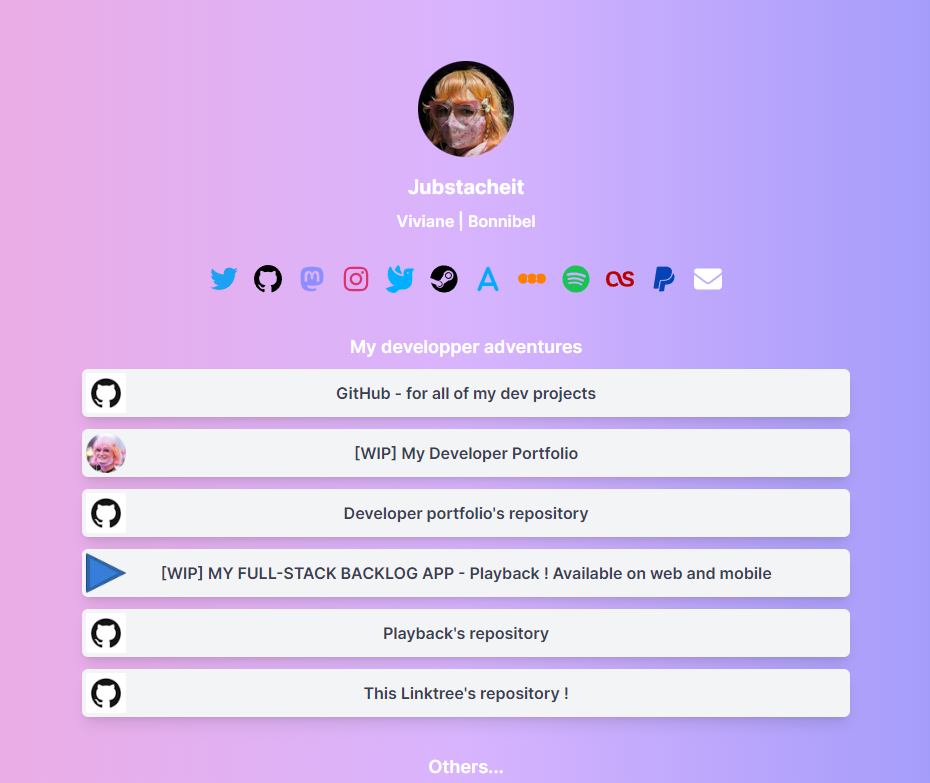 Jubstacheit
Viviane | Bonnibel
My developper adventures
GitHub - for all of my dev projects
[WIP] My Developer Portfolio
Developer portfolio's repository
[WIP] MY FULL-STACK BACKLOG APP - Playback ! Available on web and mobile
Playback's repository
This Linktree's repository !
Others...